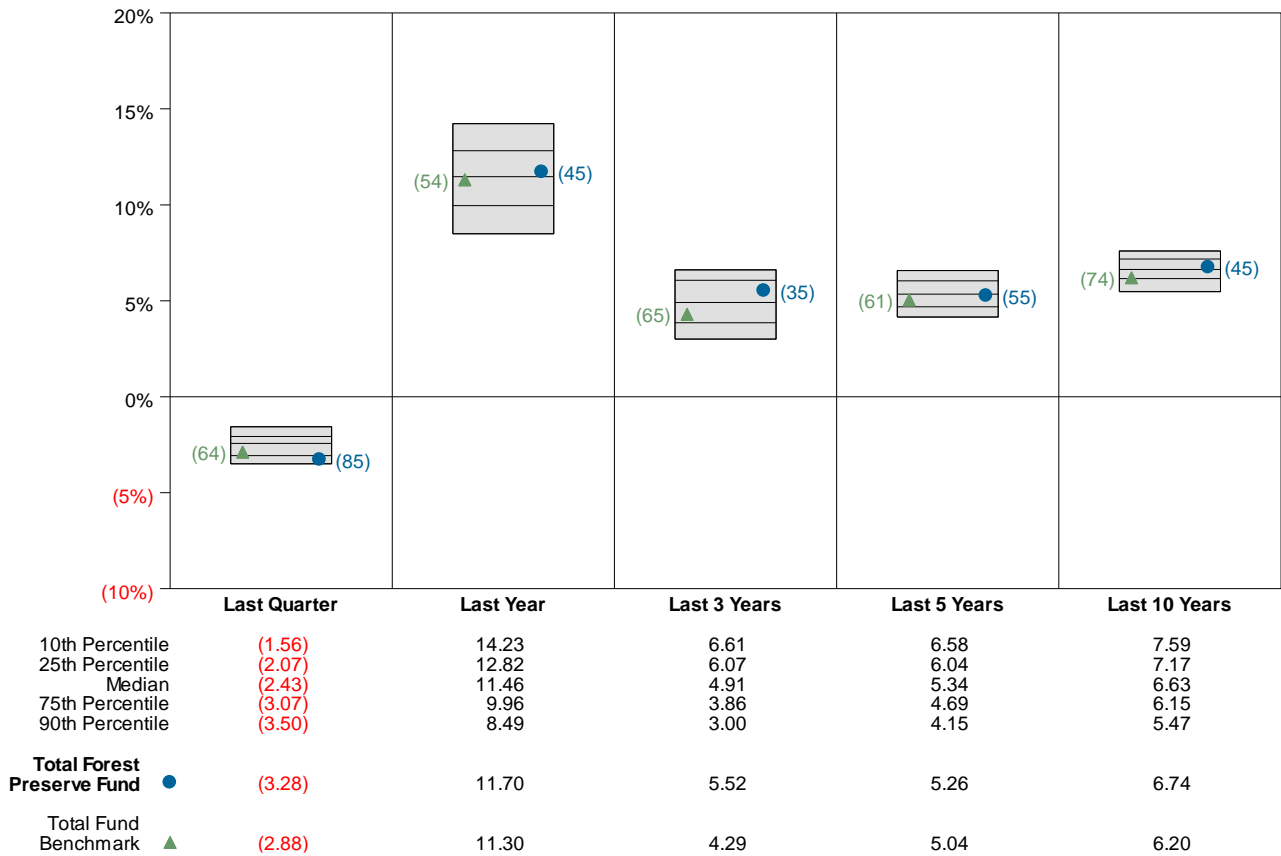 20%
15%
10%
5%
0%
(5%)
(10%)
(64)
(85)
(54)
(45)
(65)
(35)
(61)
(55)
(74)
(45)
Last Quarter Last Year Last 3 Years Last 5 Years Last 10 Years
10th Percentile (1.56) 14.23 6.61 6.58 7.59
25th Percentile (2.07) 12.82 6.07 6.04 7.17
Median (2.43) 11.46 4.91 5.34 6.63
75th Percentile (3.07) 9.96 3.86 4.69 6.15
90th Percentile (3.50) 8.49 3.00 4.15 5.47
Total Forest
Preserve Fund (3.28) 11.70 5.52 5.26 6.74
Total Fund
Benchmark (2.88) 11.30 4.29 5.04 6.20